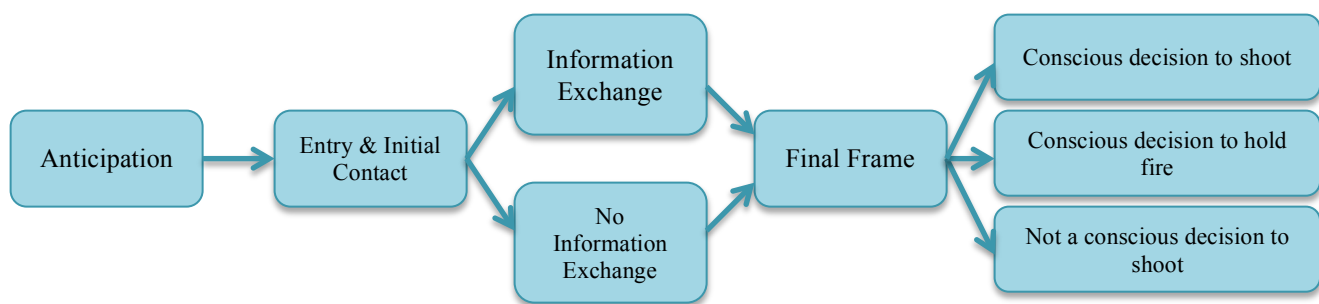 Anticipation
Entry & Initial
Contact
Information
Exchange
No
Information
Exchange
Final Frame
Conscious decision to shoot
Conscious decision to hold
fire
Not a conscious decision to
shoot